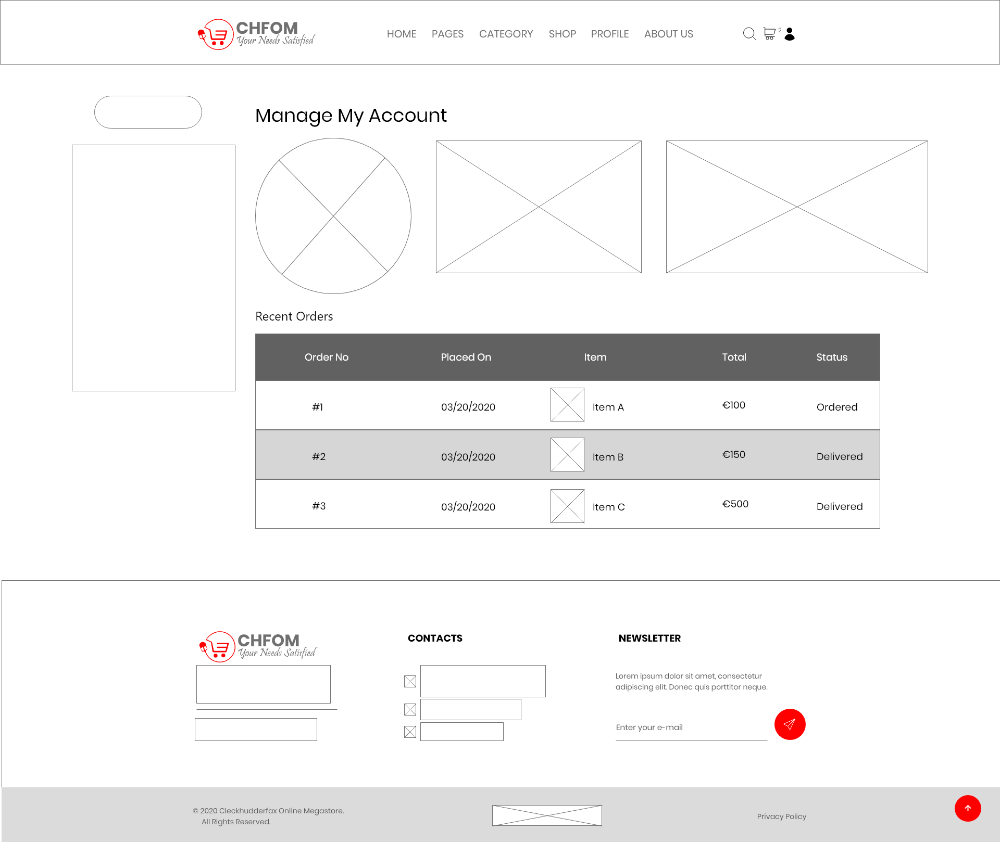 CHFOM
Your Needs Satisfied
HOME PAGES CATEGORY SHOP PROFILE ABOUT US
2
Manage My Account
Recent Orders
Order No Placed On Item Total Status
#1 03/20/2020 Item A €100 Ordered
#2 03/20/2020 Item B €150 Delivered
#3 03/20/2020 Item C €500 Delivered
CHFOM
Your Needs Satisfied
CONTACTS
NEWSLETTER
Lorem ipsum dolor sit amet, consectetur
adipiscing elit. Donec quis porttitor neque.
Enter your e-mail
© 2020 Cleckhudderfax Online Megastore.
All Rights Reserved.
Privacy Policy